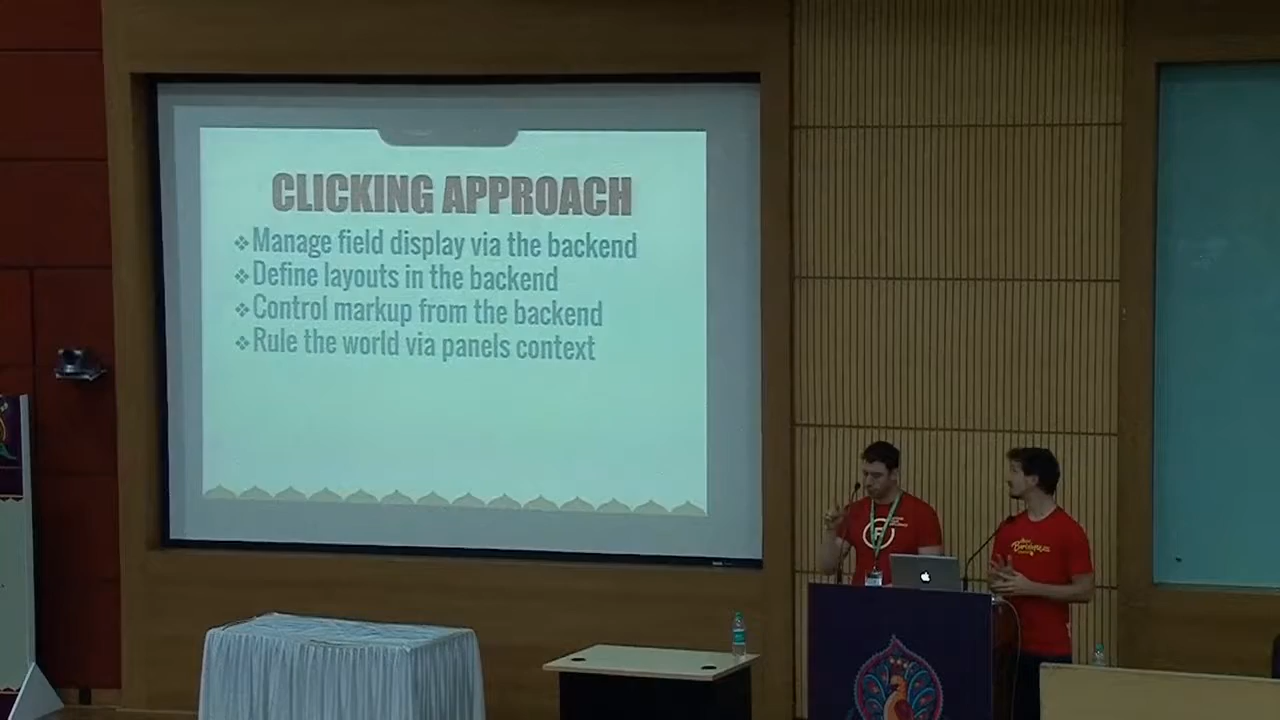 CLICKING APPROACH
❖Manage field display via the backend
❖Define layouts in the backend
❖Control markup from the backend
❖Rule the world via panels context